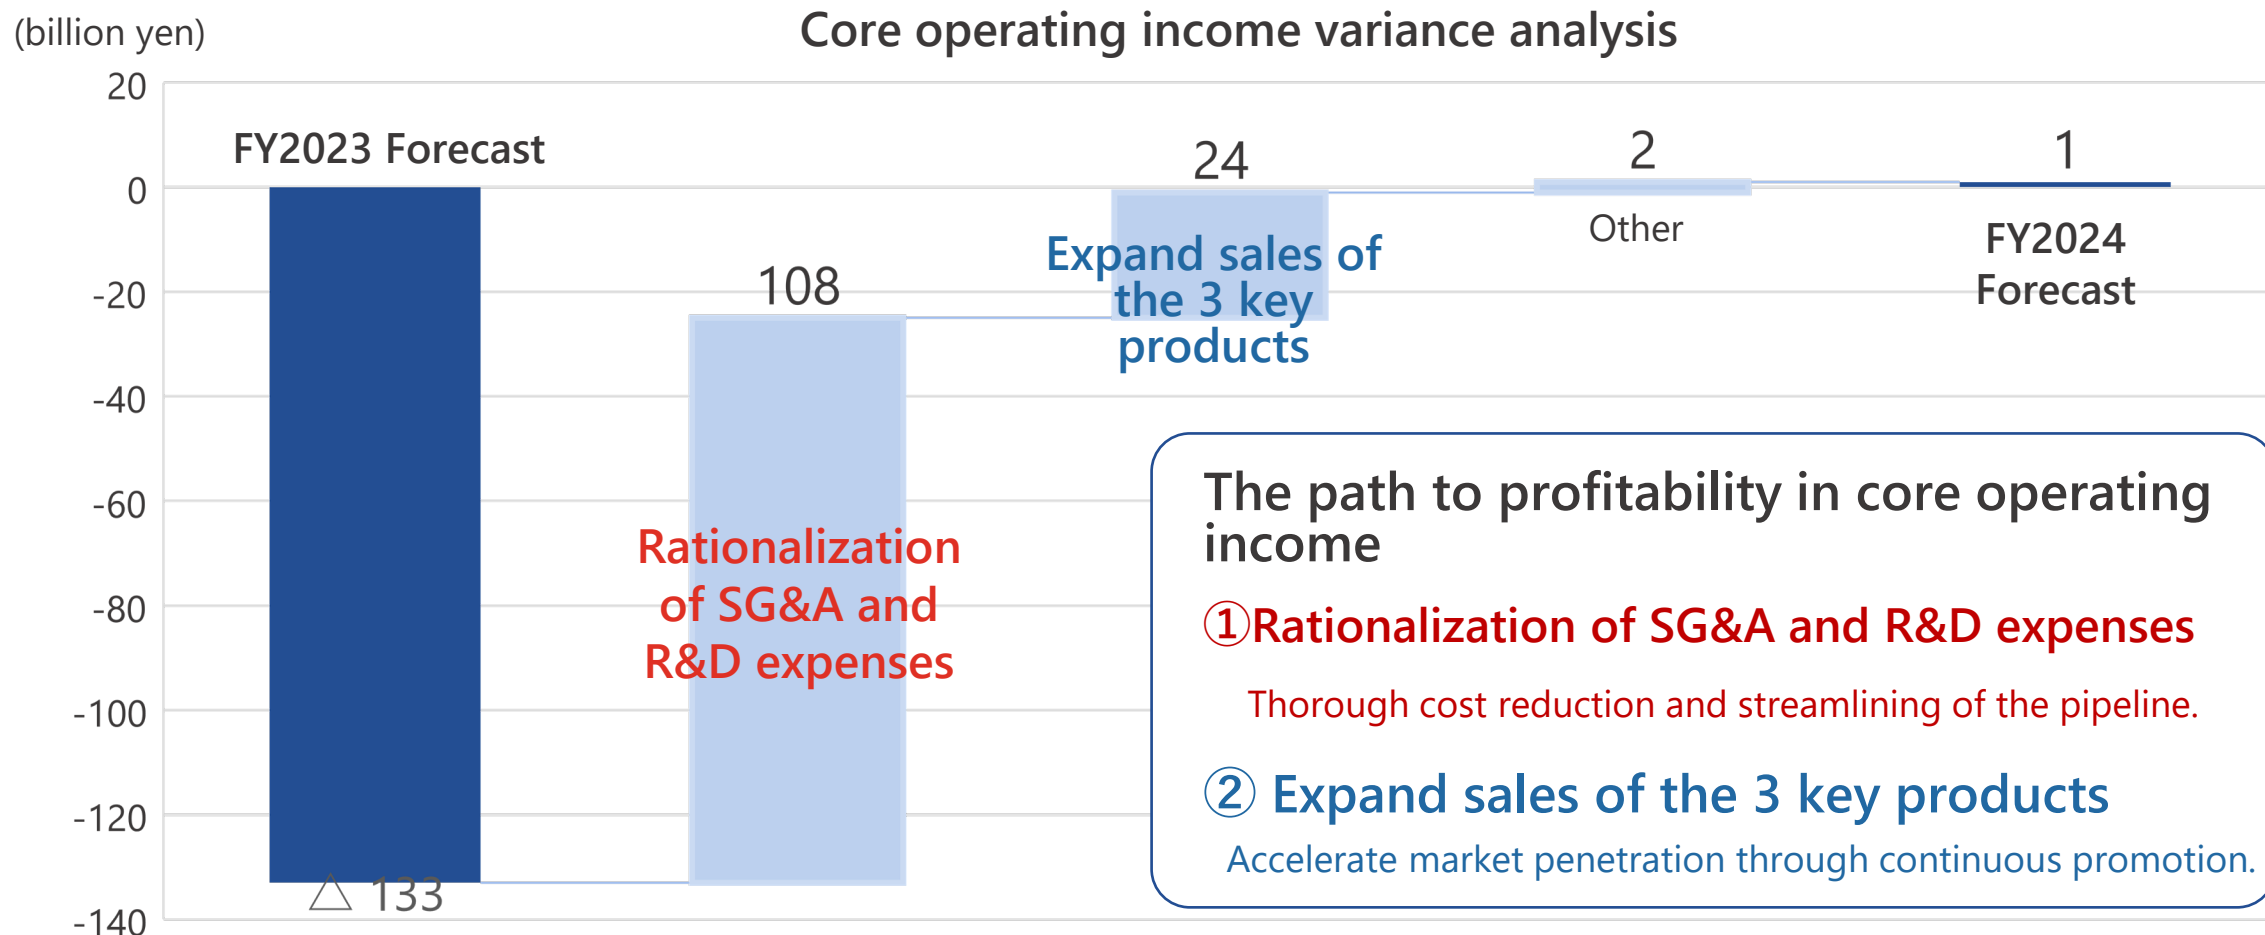 (billion yen)
Core operating income variance analysis
20
0
-20
-40
-60
-80
-100
-120
-140
FY2023 Forecast
△ 133
108
Rationalization
of SG&A and
R&D expenses
24
Expand sales of
the 3 key
products
2
Other
1
FY2024
Forecast
The path to profitability in core operating
income
①Rationalization of SG&A and R&D expenses
Thorough cost reduction and streamlining of the pipeline.
② Expand sales of the 3 key products
Accelerate market penetration through continuous promotion.